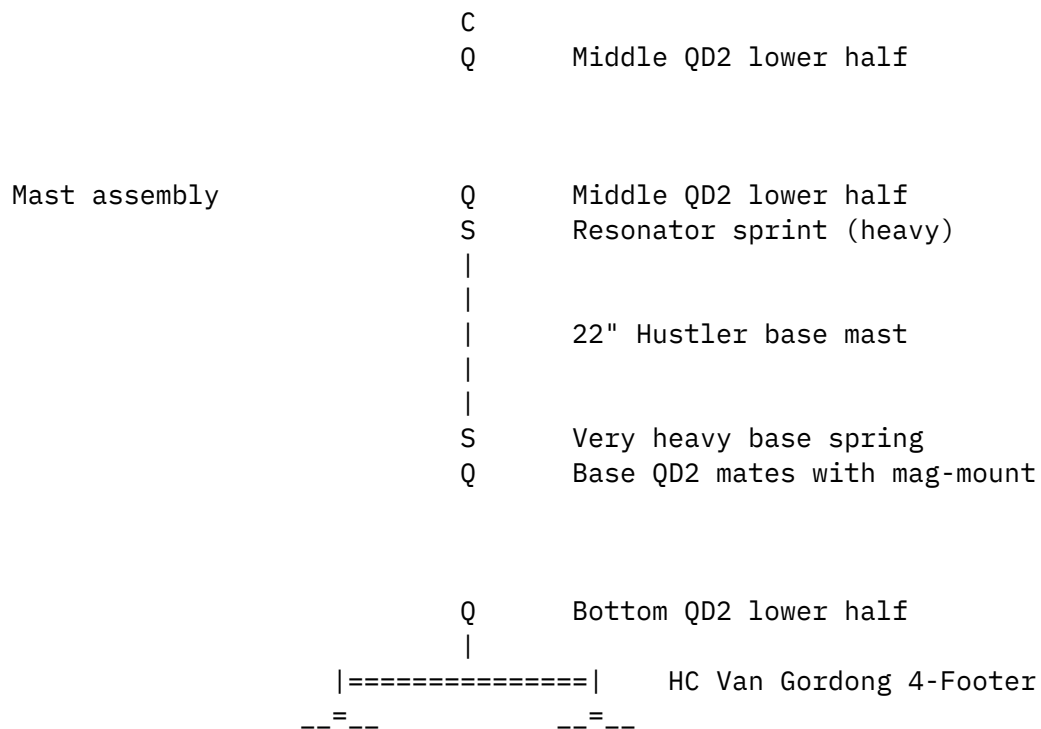 C
Q Middle QD2 lower half
Mast assembly Q Middle QD2 lower half
S Resonator sprint (heavy)
|
|
| 22" Hustler base mast
|
|
S Very heavy base spring
Q Base QD2 mates with mag-mount
Q Bottom QD2 lower half
|
|===============| HC Van Gordong 4-Footer
__=__ __=__